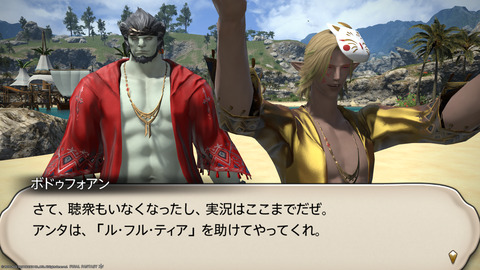 ボドゥフォアン
さて、聴衆もいなくなったし、実況はここまでだぜ。
アンタは、「ル・フル・ティア」を助けてやってくれ。